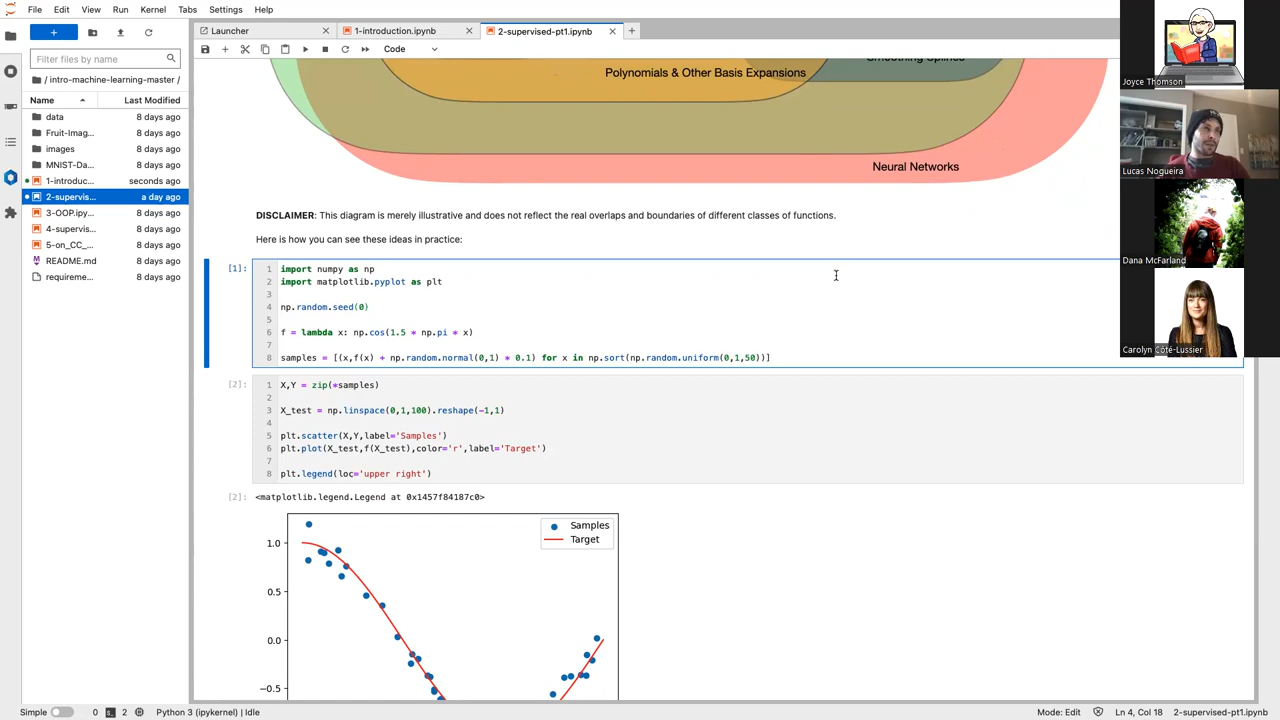 File Edit View Run Kernel Tabs Settings Help
Launcher
1-introduction.ipynb
2-supervised-pt1.ipynb
Code
Filter files by name
/ intro-machine-learning-master /
Name Last Modified
data 8 days ago
Fruit-Imag... 8 days ago
images 8 days ago
MNIST-Da... 8 days ago
1-introduc... seconds ago
2-supervis... a day ago
3-OOP.ipy... 8 days ago
4-supervis... 8 days ago
5-on_CC_... 8 days ago
README.md 8 days ago
requireme... 8 days ago
Smoothing Splines
Polynomials & Other Basis Expansions
Neural Networks
DISCLAIMER: This diagram is merely illustrative and does not reflect the real overlaps and boundaries of different classes of functions.
Here is how you can see these ideas in practice:
[1]:
1 import numpy as np
2 import matplotlib.pyplot as plt
3
4 np.random.seed(0)
5
6 f = lambda x: np.cos(1.5 * np.pi * x)
7
8 samples = [(x,f(x) + np.random.normal(0,1) * 0.1) for x in np.sort(np.random.uniform(0,1,50))]
[2]:
1 X,Y = zip(*samples)
2
3 X_test = np.linspace(0,1,100).reshape(-1,1)
4
5 plt.scatter(X,Y,label='Samples')
6 plt.plot(X_test,f(X_test),color='r',label='Target')
7
8 plt.legend(loc='upper right')
[2]: <matplotlib.legend.Legend at 0x1457f84187c0>
Samples
Target
1.0
0.5
0.0
−0.5
Joyce Thomson
Lucas Nogueira
Dana McFarland
Carolyn Côté-Lussier
Simple 0 2 Python 3 (ipykernel) | Idle
Mode: Edit Ln 4, Col 18 2-supervised-pt1.ipynb